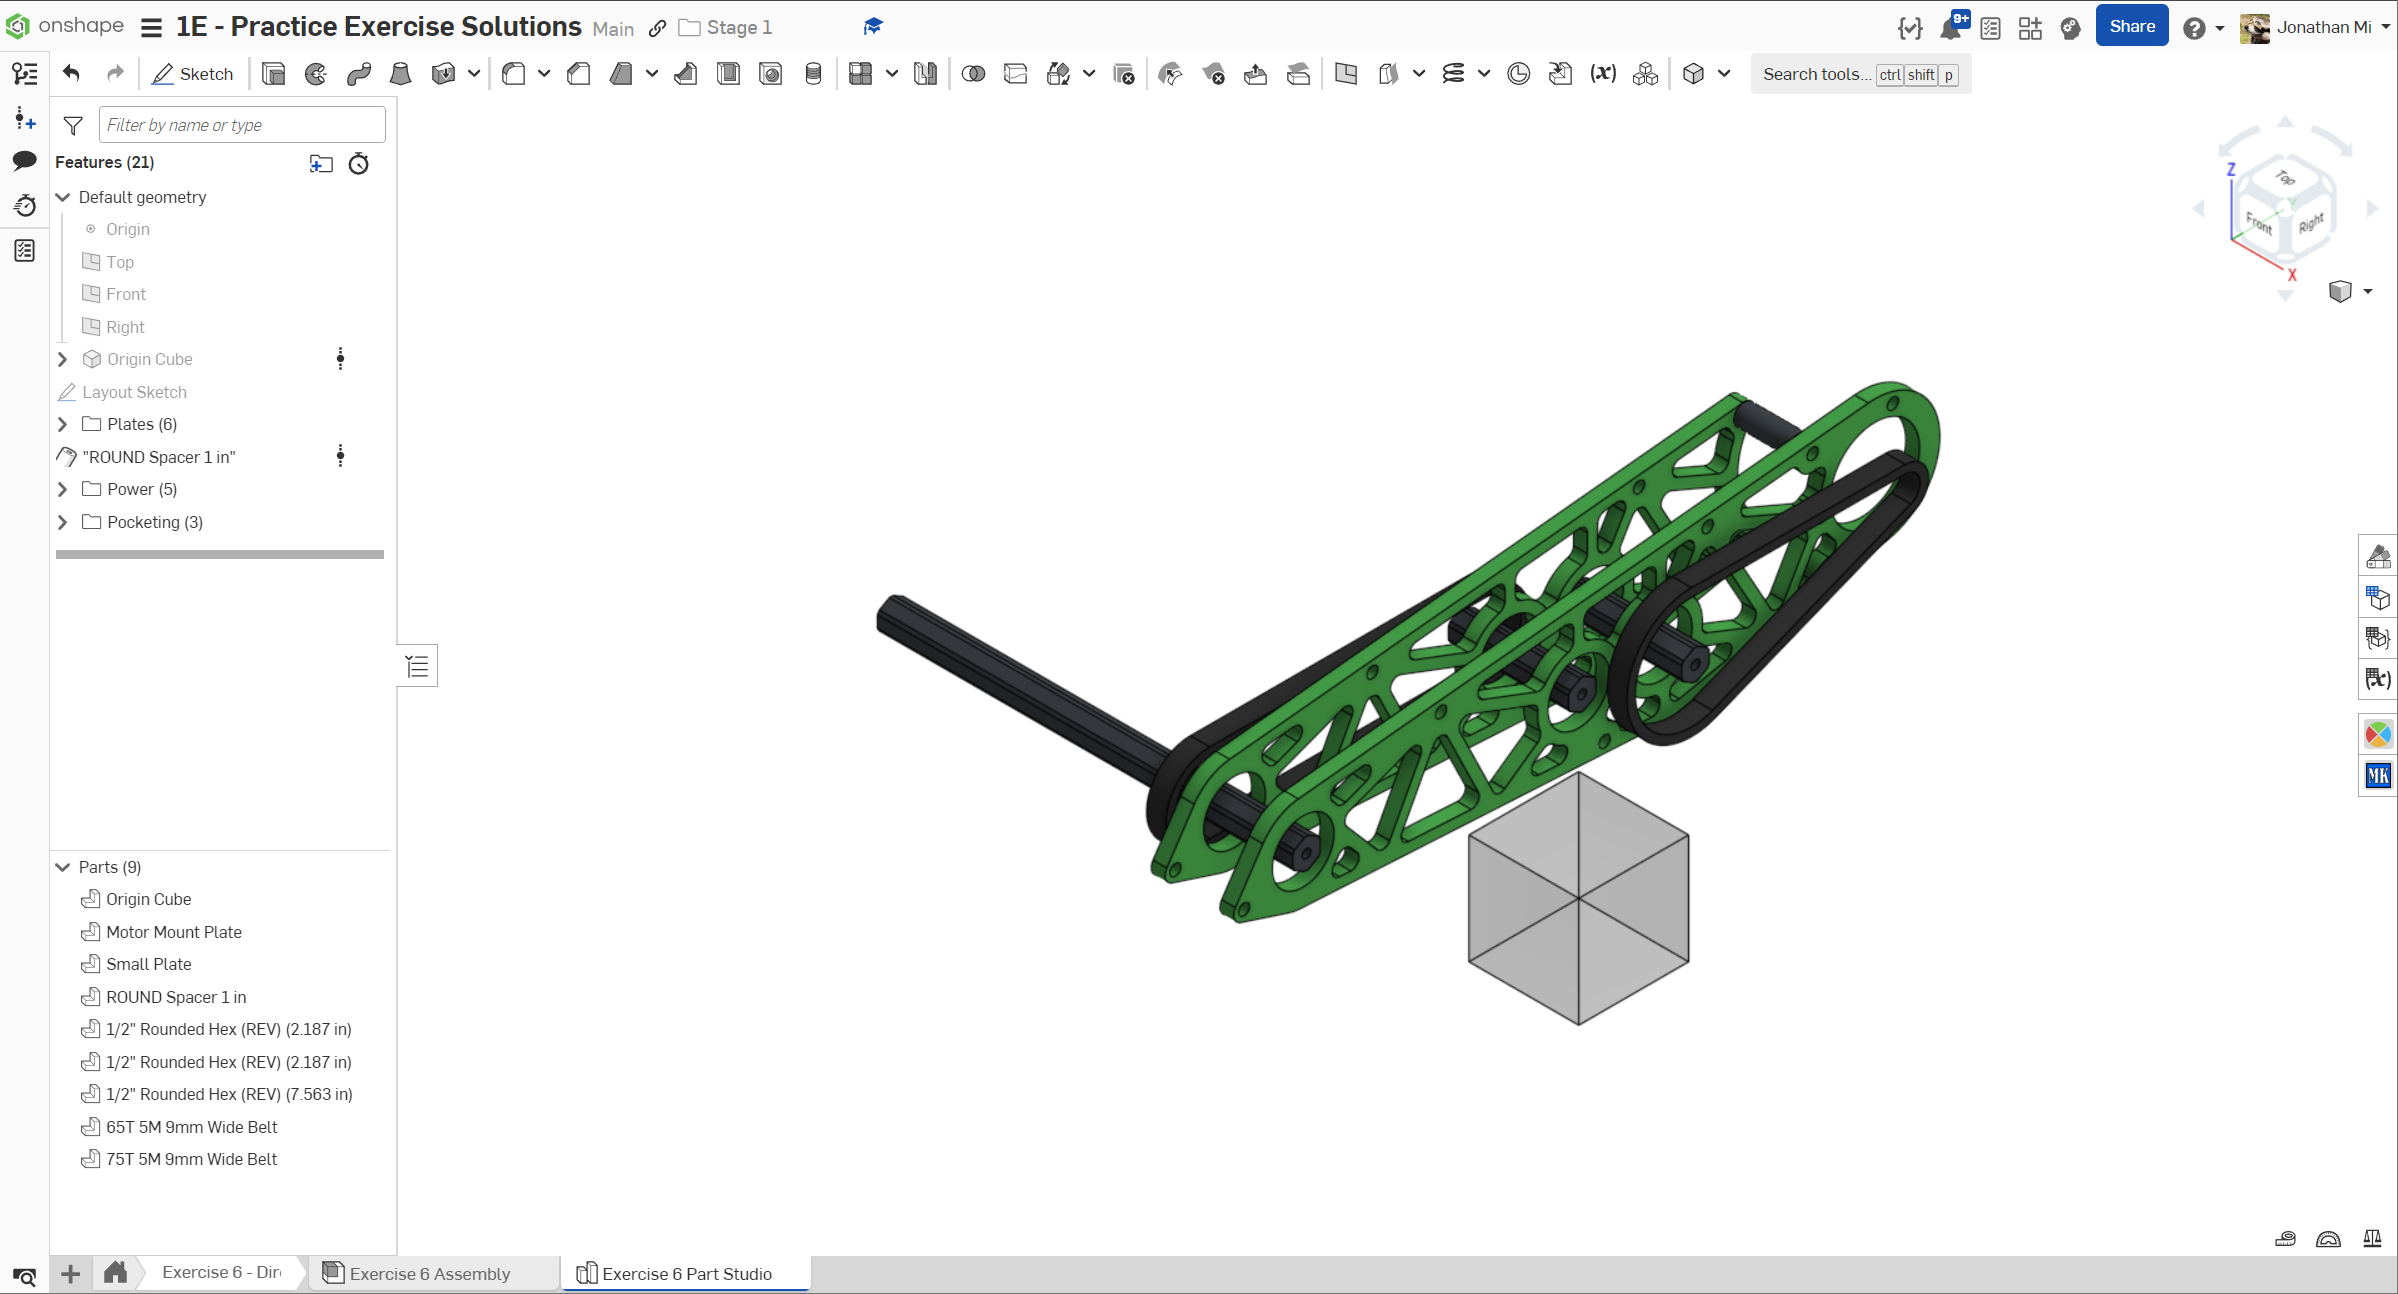 onshape
1E - Practice Exercise Solutions Main Stage 1
9+
Share
Jonathan Mi
Sketch
(x)
Search tools... ctrl shift p
Filter by name or type
Features (21)
Default geometry
Origin
Top
Front
Right
Origin Cube
Layout Sketch
Plates (6)
"ROUND Spacer 1 in"
Power (5)
Pocketing (3)
Z
Top
Y
Front
Right
X
(x)
MK
Parts (9)
Origin Cube
Motor Mount Plate
Small Plate
ROUND Spacer 1 in
1/2" Rounded Hex (REV) (2.187 in)
1/2" Rounded Hex (REV) (2.187 in)
1/2" Rounded Hex (REV) (7.563 in)
65T 5M 9mm Wide Belt
75T 5M 9mm Wide Belt
Exercise 6 - Dir
Exercise 6 Assembly
Exercise 6 Part Studio